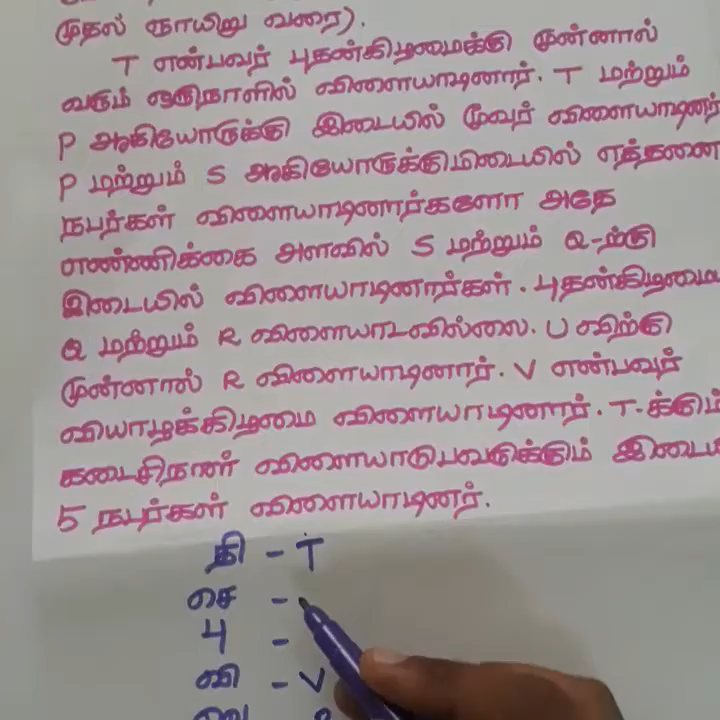 முதல் ஞாயிறு வரை).
T என்பவர் புதன்கிழமைக்கு முன்னால்
வரும் ஒருநாளில் விளையாடினார். T மற்றும்
P ஆகியோருக்கு இடையில் மூவர் விளையாடினர்
P மற்றும் S ஆகியோருக்குமிடையில் எத்தனை
நபர்கள் விளையாடினார்களோ அதே
எண்ணிக்கை அளவில் S மற்றும் Q-ற்கு
இடையில் விளையாடினார்கள். புதன்கிழமை
Q மற்றும் R விளையாடவில்லை. U விற்கு
முன்னால் R விளையாடினார். V என்பவர்
வியாழக்கிழமை விளையாடினார். T-க்கும்
கடைசிநாள் விளையாடுபவருக்கும் இடை
5 நபர்கள் விளையாடினர்.
தி - T
செ -
பு -
வி - V